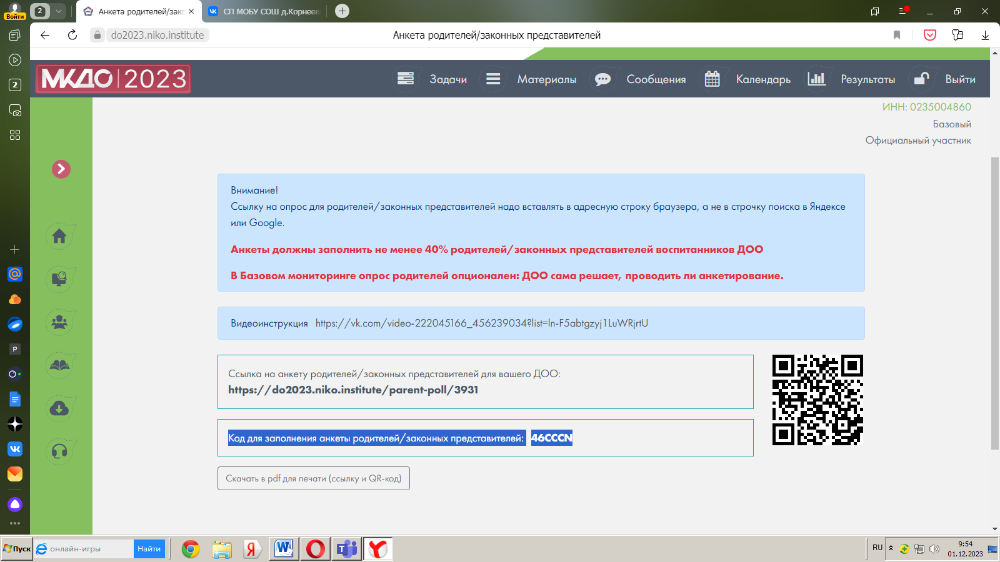 Войти
2
Анкета родителей/зако
СП МОБУ СОШ д.Корнеев
do2023.niko.institute
Анкета родителей/законных представителей
2
P
МКДО | 2023
Задачи
Материалы
Сообщения
Календарь
Результаты
Выйти
ИНН: 0235004860
Базовый
Официальный участник
Внимание!
Ссылку на опрос для родителей/законных представителей надо вставлять в адресную строку браузера, а не в строчку поиска в Яндексе
или Google.
Анкеты должны заполнить не менее 40% родителей/законных представителей воспитанников ДОО
В Базовом мониторинге опрос родителей опционален: ДОО сама решает, проводить ли анкетирование.
Видеоинструкция https://vk.com/video-222045166_456239034?list=ln-F5abtgzyj1LuWRjrtU
Ссылка на анкету родителей/законных представителей для вашего ДОО:
https://do2023.niko.institute/parent-poll/3931
Код для заполнения анкеты родителей/законных представителей: 46CCCN
Скачать в pdf для печати (ссылку и QR-код)
Пуск
онлайн-игры
Найти
RU
9:54
01.12.2023